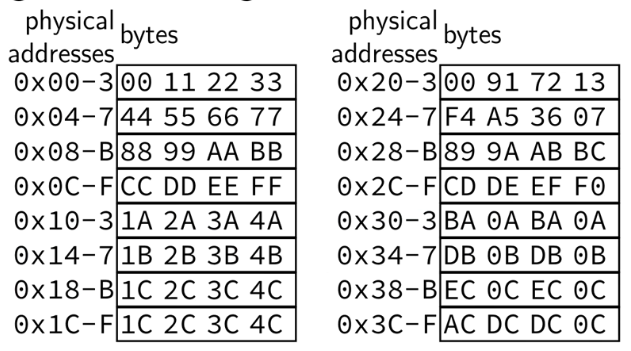 physical addresses bytes
0x00-3 00 11 22 33
0x04-7 44 55 66 77
0x08-B 88 99 AA BB
0x0C-F CC DD EE FF
0x10-3 1A 2A 3A 4A
0x14-7 1B 2B 3B 4B
0x18-B 1C 2C 3C 4C
0x1C-F 1C 2C 3C 4C
physical addresses bytes
0x20-3 00 91 72 13
0x24-7 F4 A5 36 07
0x28-B 89 9A AB BC
0x2C-F CD DE EF F0
0x30-3 BA 0A BA 0A
0x34-7 DB 0B DB 0B
0x38-B EC 0C EC 0C
0x3C-F AC DC DC 0C